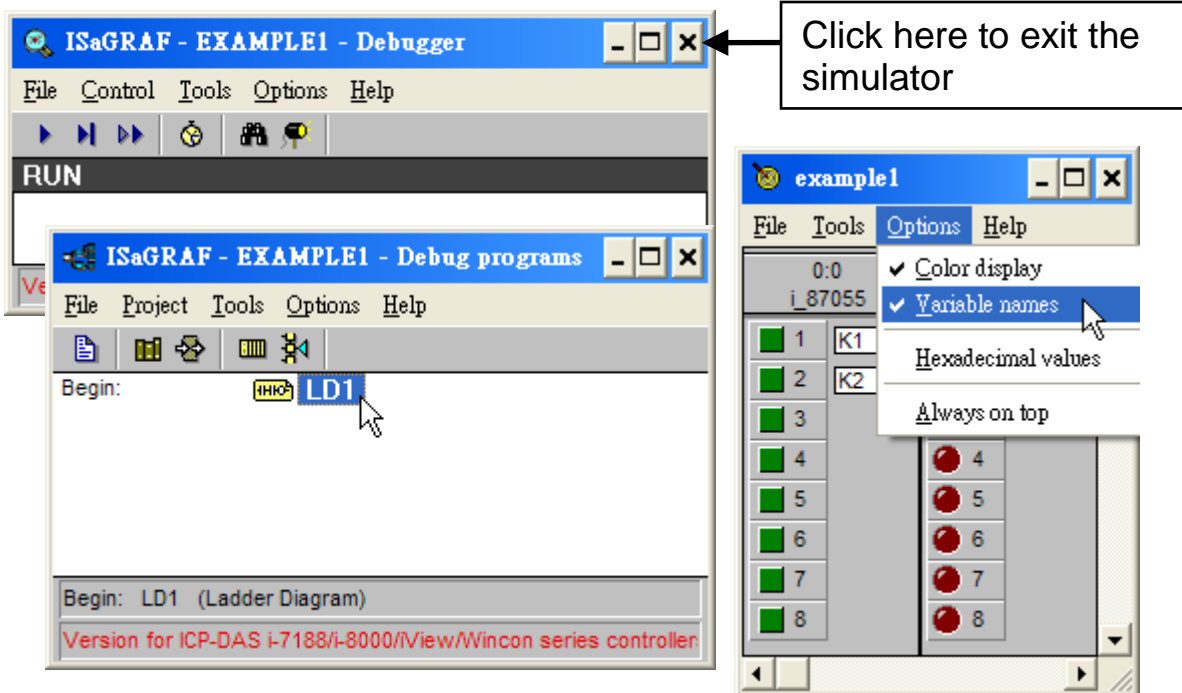 ISaGRAF - EXAMPLE1 - Debugger
File Control Tools Options Help
RUN
Click here to exit the
simulator
ISaGRAF - EXAMPLE1 - Debug programs
File Project Tools Options Help
Begin: LD1
Begin: LD1 (Ladder Diagram)
Version for ICP-DAS i-7188/i-8000/iView/Wincon series controller
example1
File Tools Options Help
0:0
i_87055
Color display
Variable names
Hexadecimal values
Always on top
1 K1
2 K2
3
4 4
5 5
6 6
7 7
8 8